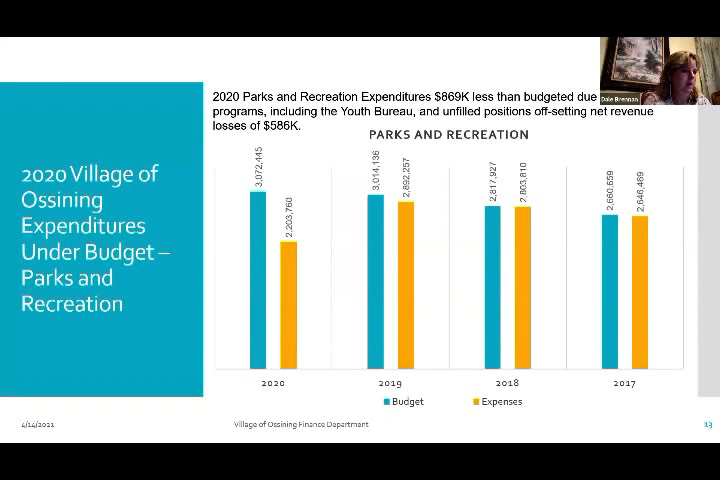 2020 Parks and Recreation Expenditures $869K less than budgeted due
Dale Brennan
programs, including the Youth Bureau, and unfilled positions off-setting net revenue
losses of $586K.
2020 Village of
Ossining
Expenditures
Under Budget –
Parks and
Recreation
PARKS AND RECREATION
3,072,445
2,203,760
3,014,136
2,892,257
2,817,927
2,803,810
2,660,659
2,646,469
2020
2019
2018
2017
Budget
Expenses
4/14/2021
Village of Ossining Finance Department
13